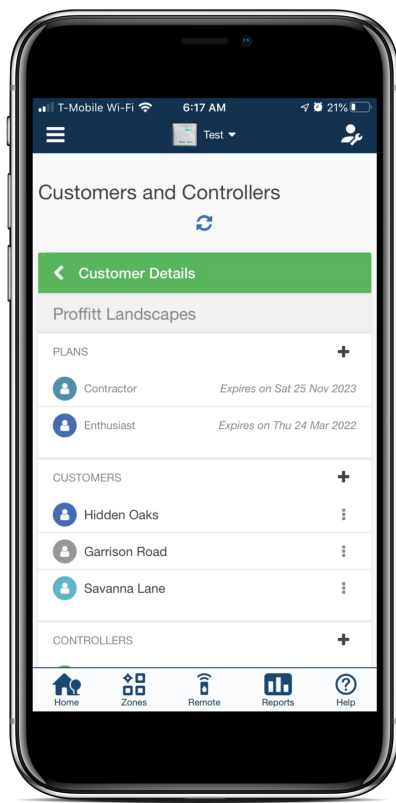 T-Mobile Wi-Fi 6:17 AM 21%
Test
Customers and Controllers
Customer Details
Proffitt Landscapes
PLANS
Contractor Expires on Sat 25 Nov 2023
Enthusiast Expires on Thu 24 Mar 2022
CUSTOMERS
Hidden Oaks
Garrison Road
Savanna Lane
CONTROLLERS
Home Zones Remote Reports Help